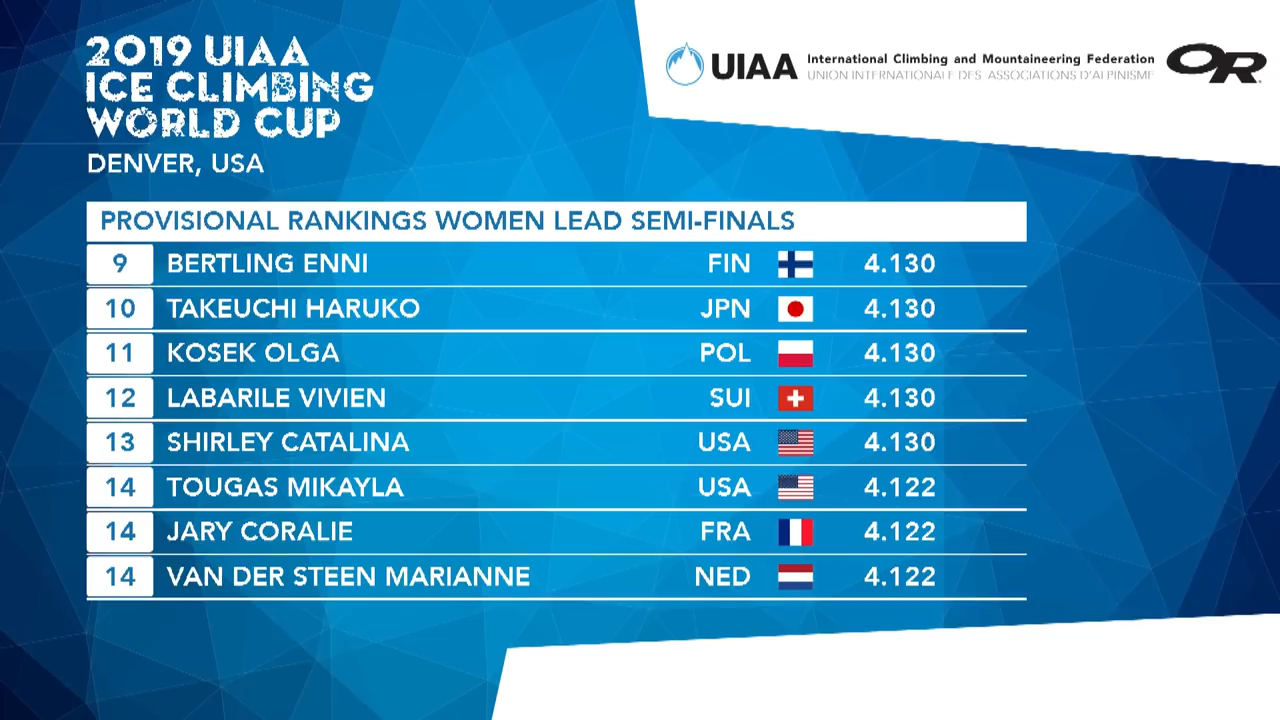 2019 UIAA
ICE CLIMBING
WORLD CUP
DENVER, USA
UIAA International Climbing and Mountaineering Federation
UNION INTERNATIONALE DES ASSOCIATIONS D'ALPINISME
OR
PROVISIONAL RANKINGS WOMEN LEAD SEMI-FINALS
9 BERTLING ENNI FIN 4.130
10 TAKEUCHI HARUKO JPN 4.130
11 KOSEK OLGA POL 4.130
12 LABARILE VIVIEN SUI 4.130
13 SHIRLEY CATALINA USA 4.130
14 TOUGAS MIKAYLA USA 4.122
14 JARY CORALIE FRA 4.122
14 VAN DER STEEN MARIANNE NED 4.122